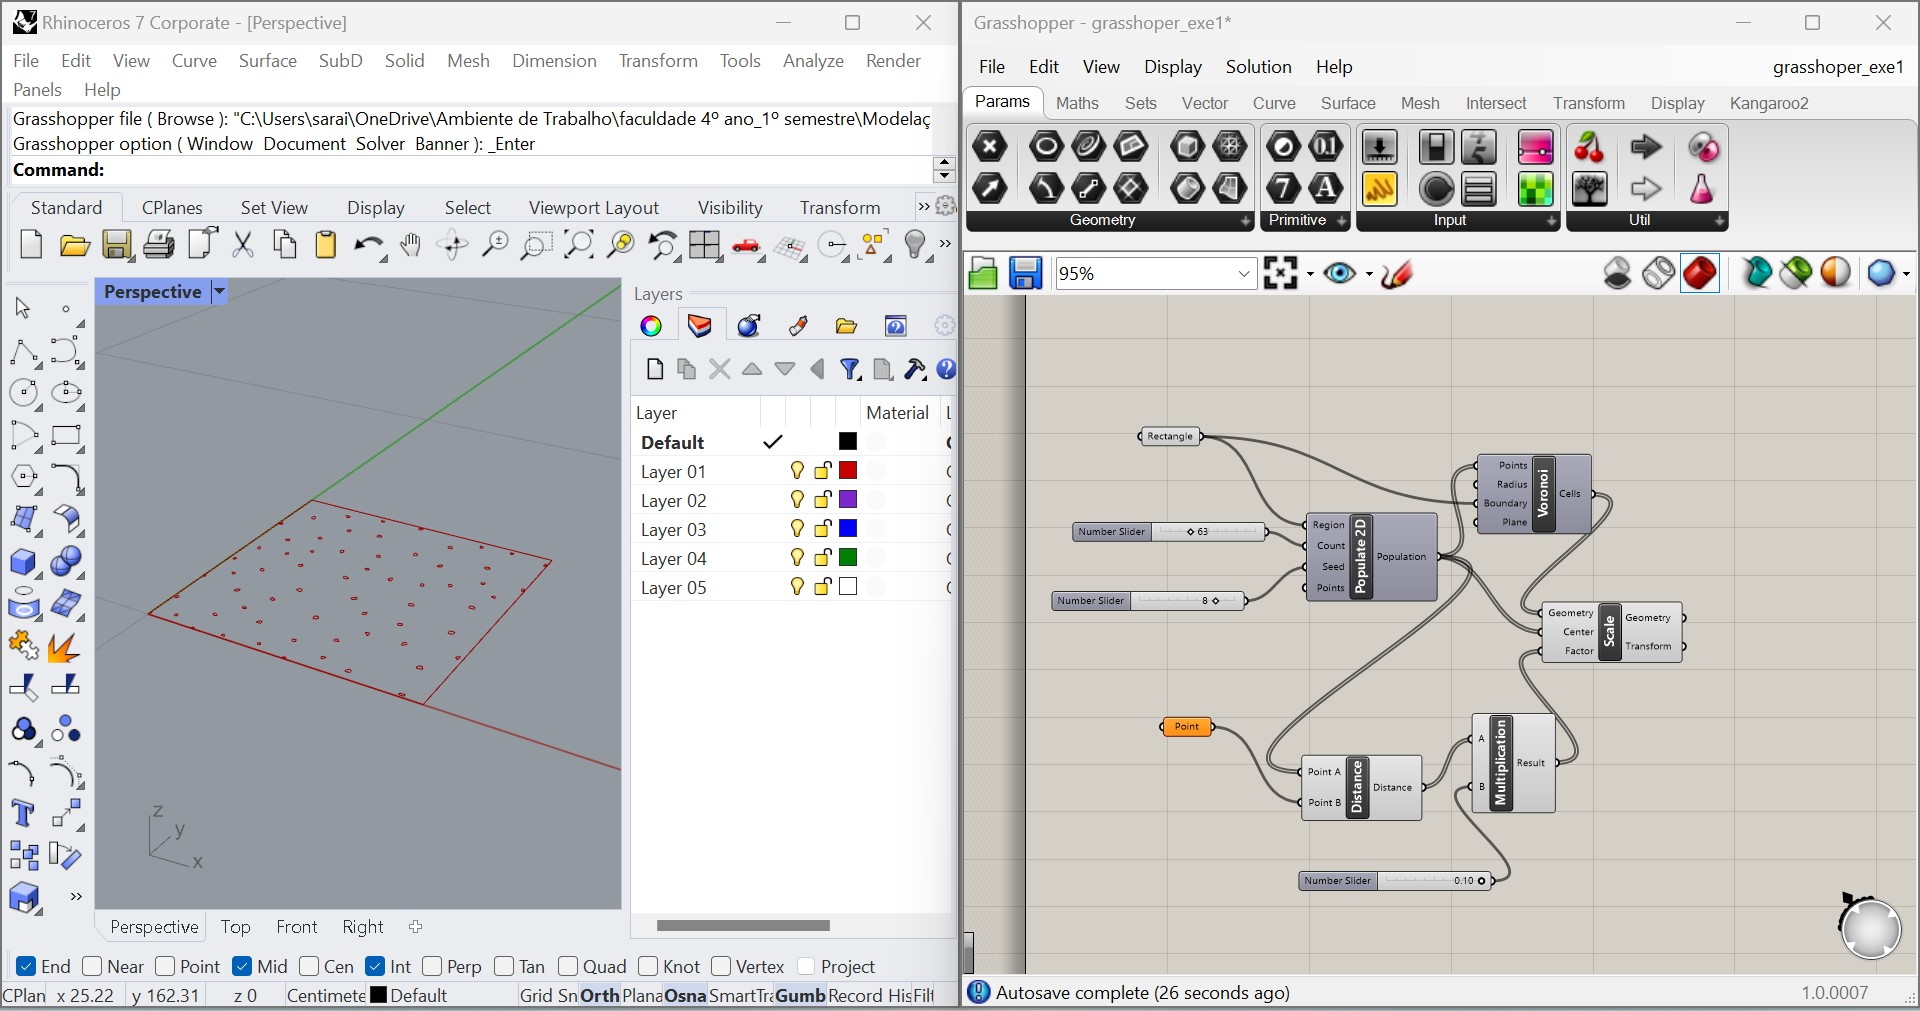 Rhinoceros 7 Corporate - [Perspective]
File Edit View Curve Surface SubD Solid Mesh Dimension Transform Tools Analyze Render
Panels Help
Grasshopper file ( Browse ): "C:\Users\sarai\OneDrive\Ambiente de Trabalho\faculdade 4º ano_1º semestre\Modelaç
Grasshopper option ( Window Document Solver Banner ): _Enter
Command:
Standard CPlanes Set View Display Select Viewport Layout Visibility Transform
Perspective
z
y
x
Perspective Top Front Right
Layers
Layer Material L
Default
Layer 01
Layer 02
Layer 03
Layer 04
Layer 05
End Near Point Mid Cen Int Perp Tan Quad Knot Vertex Project
CPlan x 25.22 y 162.31 z 0 Centimete Default Grid Sn Orth Plana Osna SmartTra Gumb Record His Filt
Grasshopper - grasshoper_exe1*
File Edit View Display Solution Help grasshoper_exe1
Params Maths Sets Vector Curve Surface Mesh Intersect Transform Display Kangaroo2
Geometry Primitive Input Util
95%
Rectangle
Number Slider 63
Number Slider 8
Region
Count
Seed
Points
Populate 2D
Population
Points
Radius
Boundary
Plane
Voronoi
Cells
Geometry
Center
Factor
Scale
Geometry
Transform
Point
Point A
Point B
Distance
Distance
A
B
Multiplication
Result
Number Slider 0.10
Autosave complete (26 seconds ago) 1.0.0007